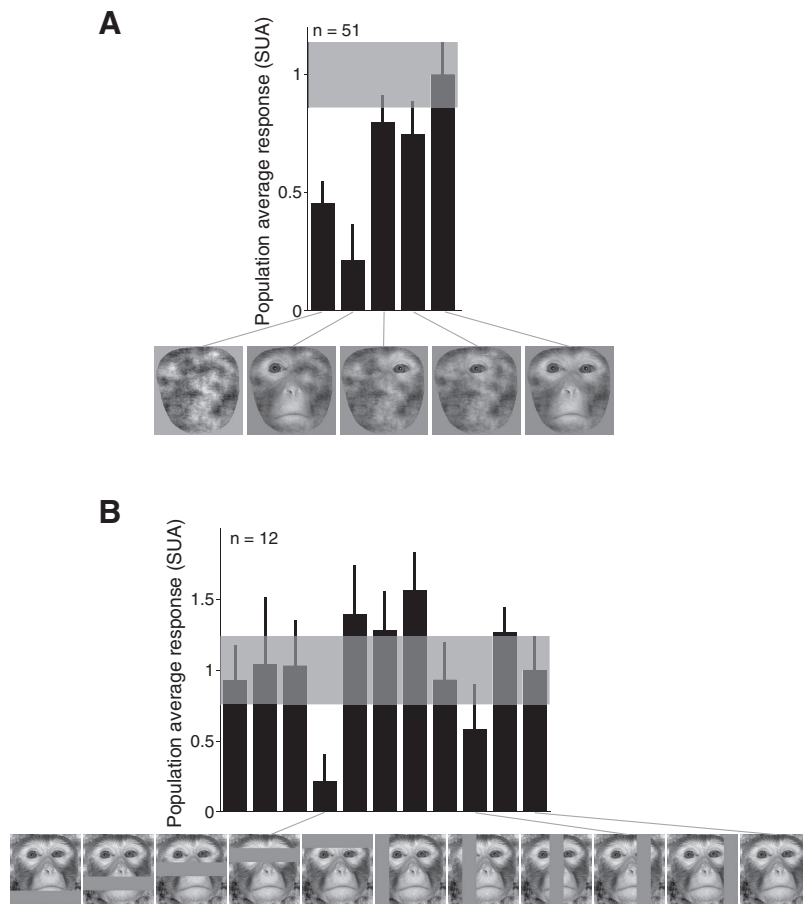 A
n = 51
Population average response (SUA)
1
0.5
0
B
n = 12
Population average response (SUA)
1.5
1
0.5
0